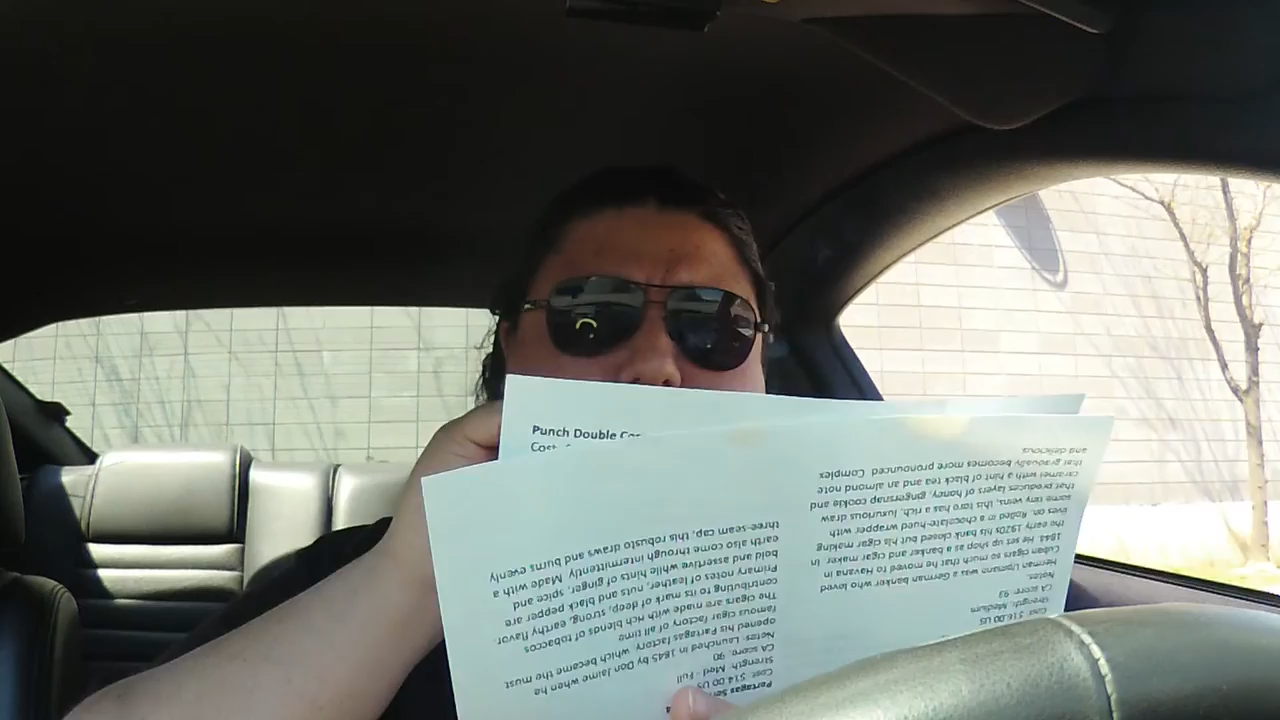 Punch Double
Cost
Partagas
Cost: $14.00 US
Strength: Med - Full
CA score: 90
Notes: Launched in 1845 by Don Jaime when he
opened his Partagas factory, which became the most
famous cigar factory of all time
The cigars are made with rich blends of tobaccos
contributing to its mark of deep, strong, earthy flavor.
Primary notes of leather, nuts and black pepper are
bold and assertive while hints of ginger, spice and
earth also come through intermittently. Made with a
three-seam cap, this robusto draws and burns evenly
Cost: $16.00 US
Strength: Medium
CA score: 93
Notes:
Herman Upmann was a German banker who loved
Cuban cigars so much that he moved to Havana in
1844. He set up shop as a banker and cigar maker in
the early 1920s his bank closed but his cigar making
lives on. Rolled in a chocolate-hued wrapper with
some tiny veins, this toro has a rich, luxurious draw
that produces layers of honey, gingersnap cookie and
caramel with a hint of black tea and an almond note
that gradually becomes more pronounced. Complex
and delicious